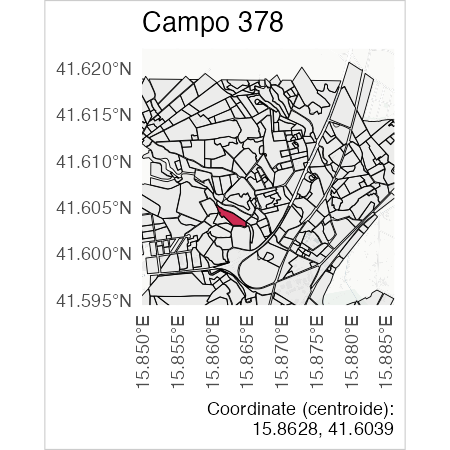 Campo 378
41.620°N
41.615°N
41.610°N
41.605°N
41.600°N
41.595°N
15.850°E
15.855°E
15.860°E
15.865°E
15.870°E
15.875°E
15.880°E
15.885°E
Coordinate (centroide):
15.8628, 41.6039